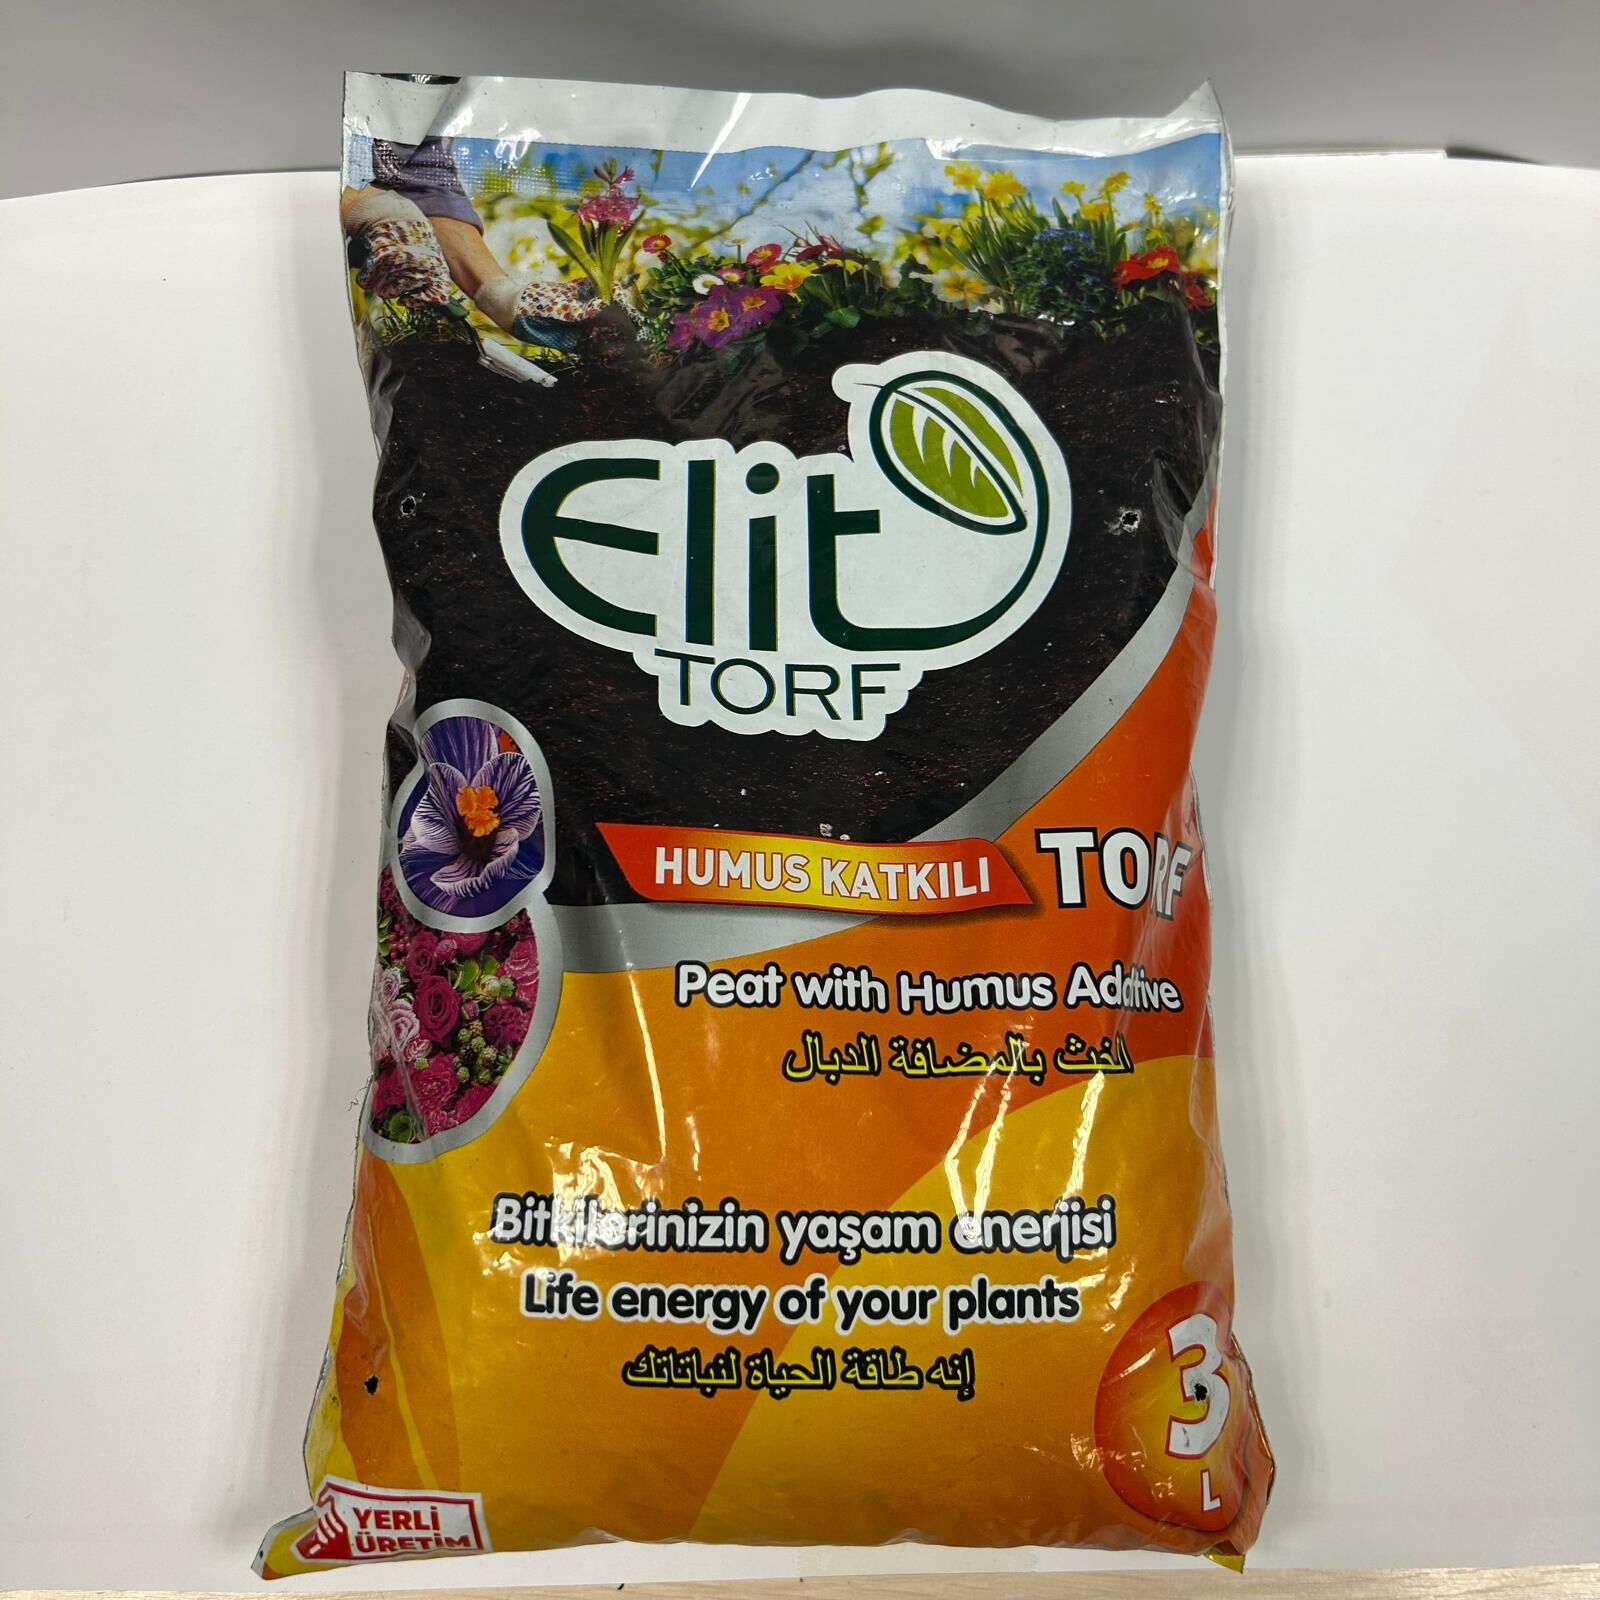 Elit
TORF
HUMUS KATKILI TORF
Peat with Humus Additive
الخث بالمضافة الدبال
Bitkilerinizin yaşam enerjisi
Life energy of your plants
إنه طاقة الحياة لنباتاتك
3
L
YERLİ
ÜRETİM